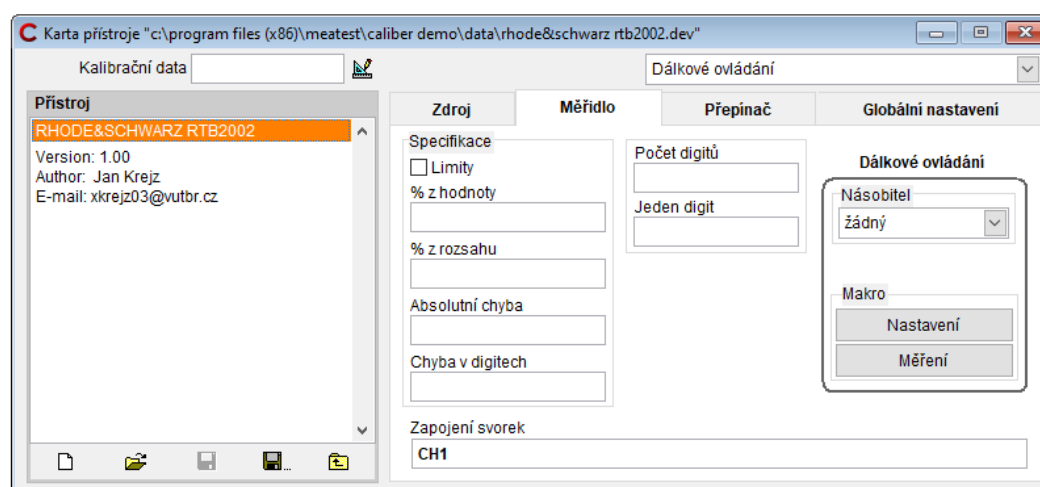 Karta přístroje "c:\program files (x86)\meatest\caliber demo\data\rhode&schwarz rtb2002.dev"
Kalibrační data
Dálkové ovládání
Přístroj
RHODE&SCHWARZ RTB2002
Version: 1.00
Author: Jan Krejz
E-mail: xkrejz03@vutbr.cz
Zdroj
Měřidlo
Přepínač
Globální nastavení
Specifikace
Limity
% z hodnoty
% z rozsahu
Absolutní chyba
Chyba v digitech
Počet digitů
Jeden digit
Dálkové ovládání
Násobitel
žádný
Makro
Nastavení
Měření
Zapojení svorek
CH1